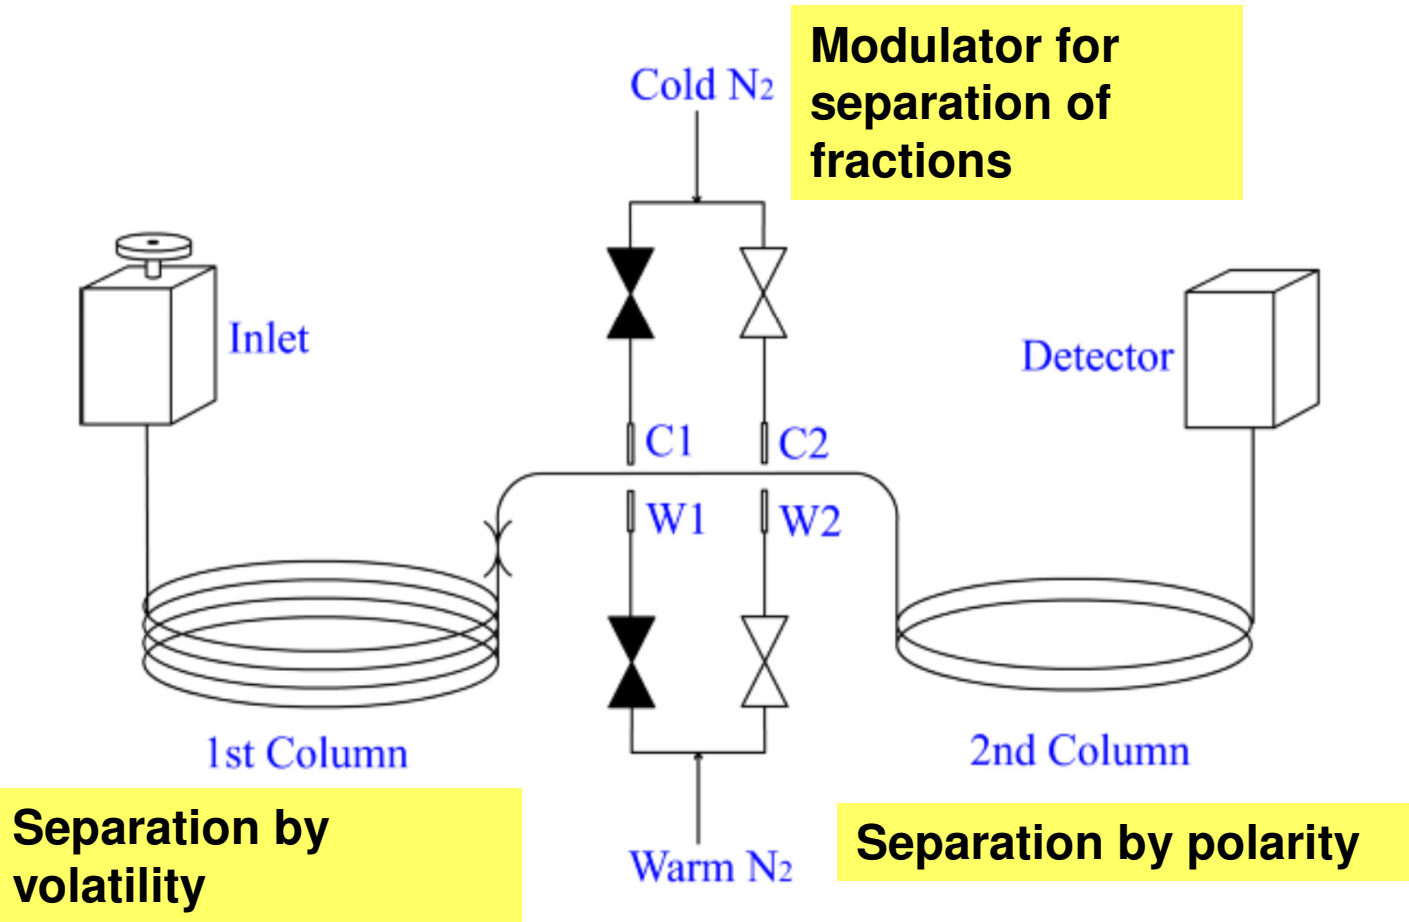 Modulator for
separation of
fractions
Cold N2
Inlet
Detector
C1
C2
W1
W2
1st Column
2nd Column
Separation by
volatility
Warm N2
Separation by polarity